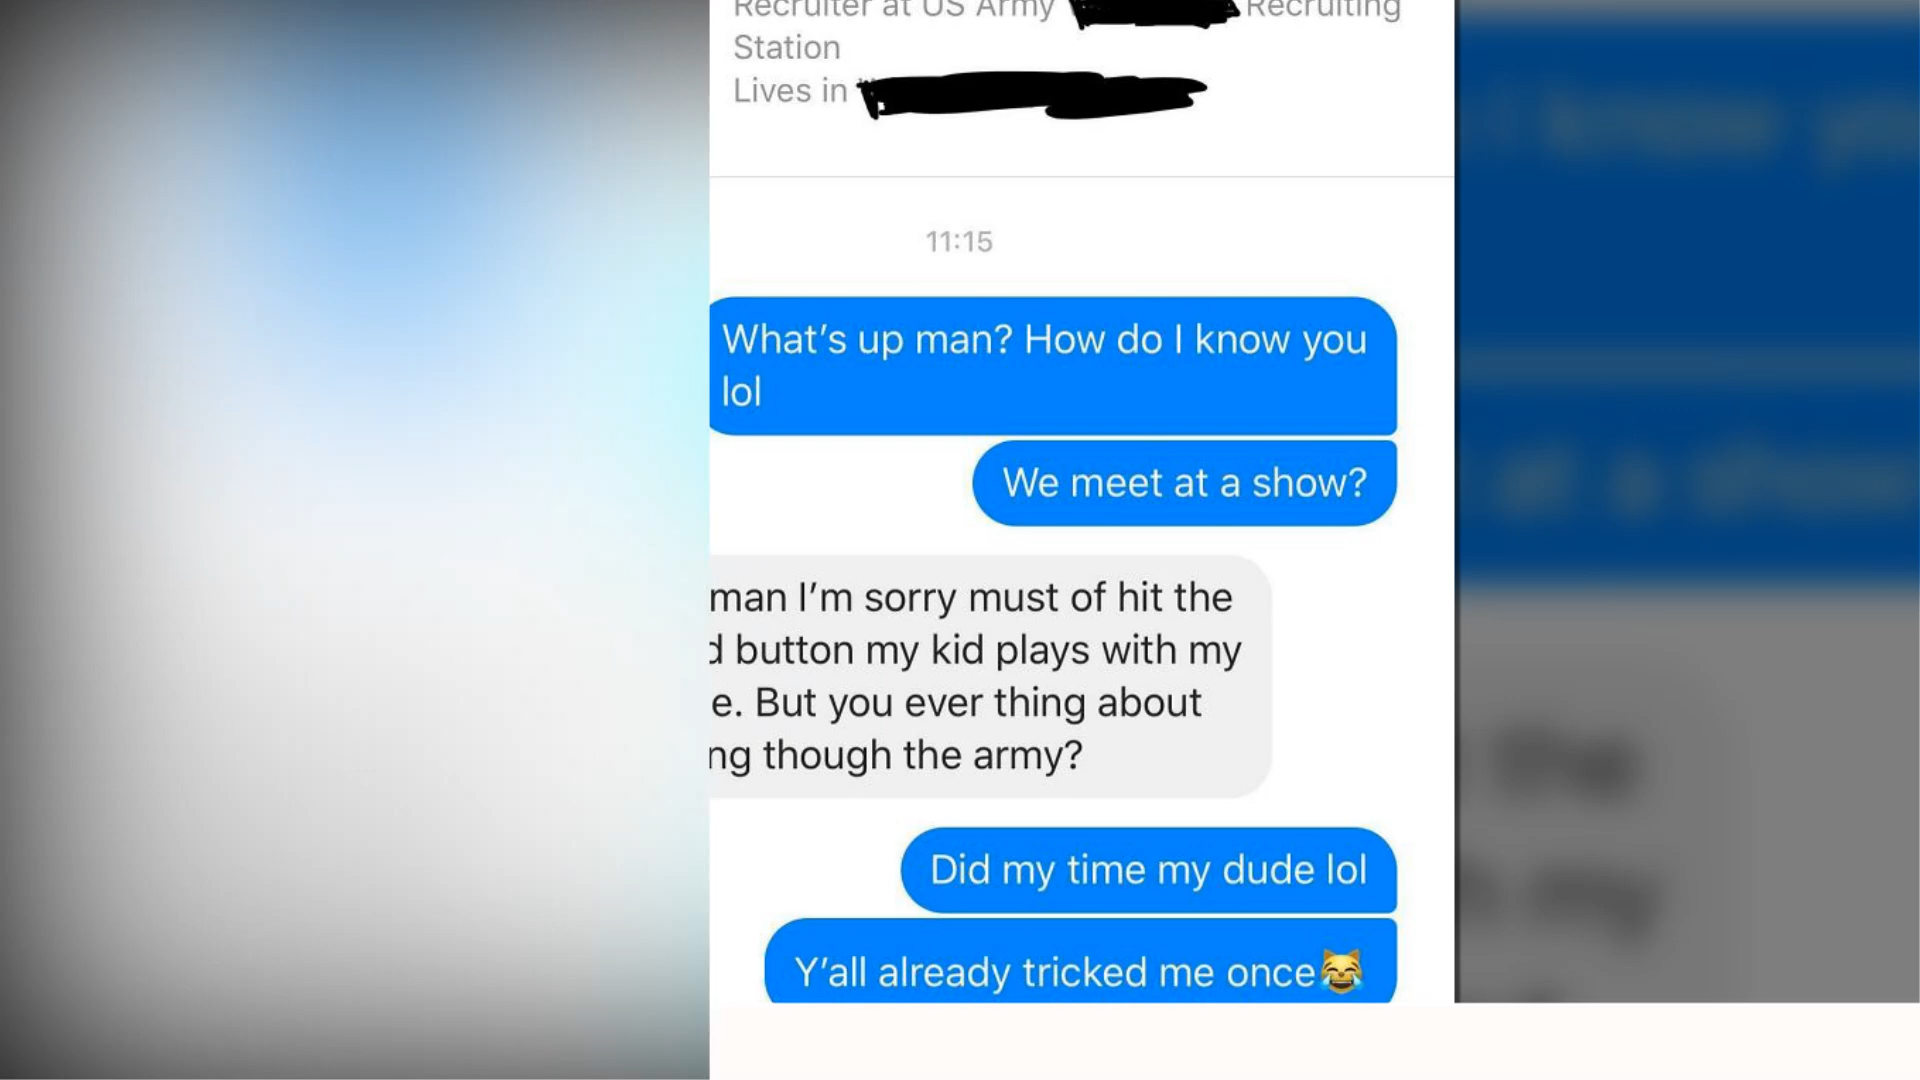 Recruiter at US Army Recruiting
Station
Lives in
11:15
What's up man? How do I know you
lol
We meet at a show?
man I'm sorry must of hit the
d button my kid plays with my
e. But you ever thing about
ng though the army?
Did my time my dude lol
Y'all already tricked me once😹